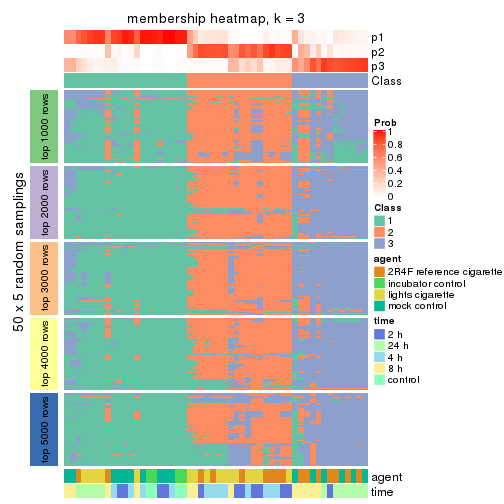 membership heatmap, k = 3
p1
p2
p3
Class
50 x 5 random samplings
top 1000 rows
top 2000 rows
top 3000 rows
top 4000 rows
top 5000 rows
agent
time
Prob
1
0.8
0.6
0.4
0.2
0
Class
1
2
3
agent
2R4F reference cigarette
incubator control
lights cigarette
mock control
time
2 h
24 h
4 h
8 h
control